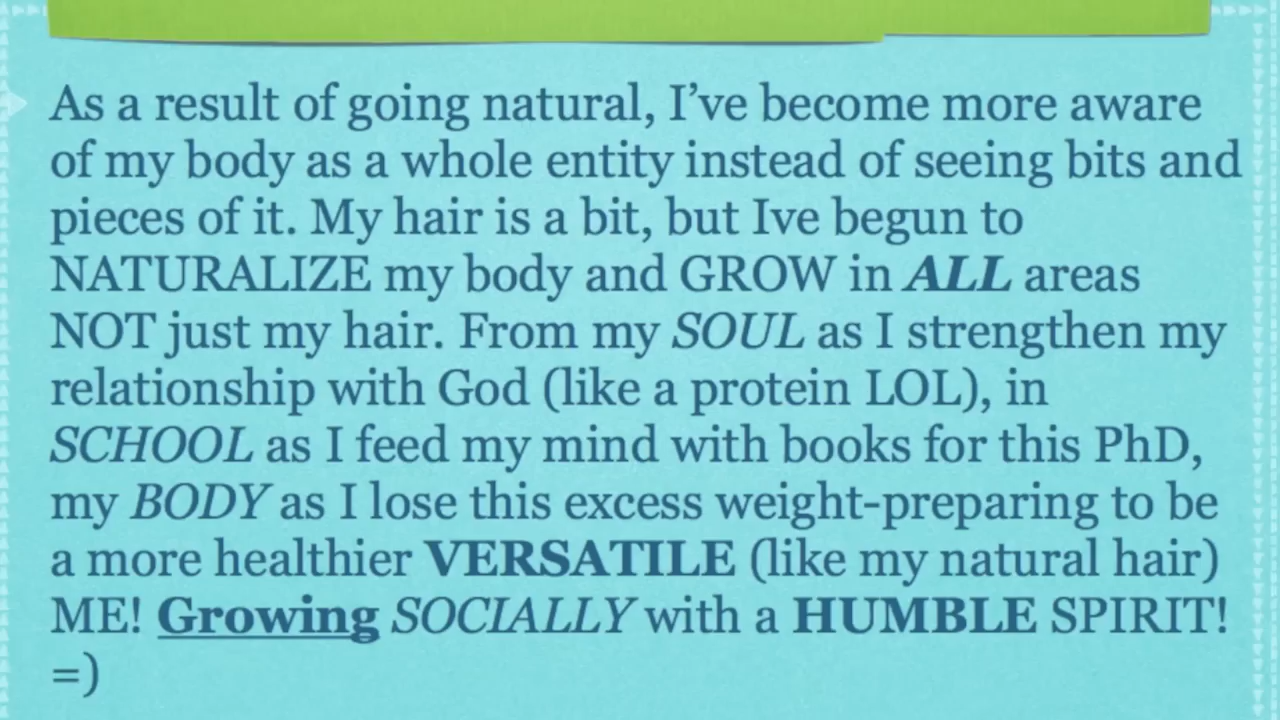 As a result of going natural, I’ve become more aware
of my body as a whole entity instead of seeing bits and
pieces of it. My hair is a bit, but Ive begun to
NATURALIZE my body and GROW in ALL areas
NOT just my hair. From my SOUL as I strengthen my
relationship with God (like a protein LOL), in
SCHOOL as I feed my mind with books for this PhD,
my BODY as I lose this excess weight-preparing to be
a more healthier VERSATILE (like my natural hair)
ME! Growing SOCIALLY with a HUMBLE SPIRIT!
=)